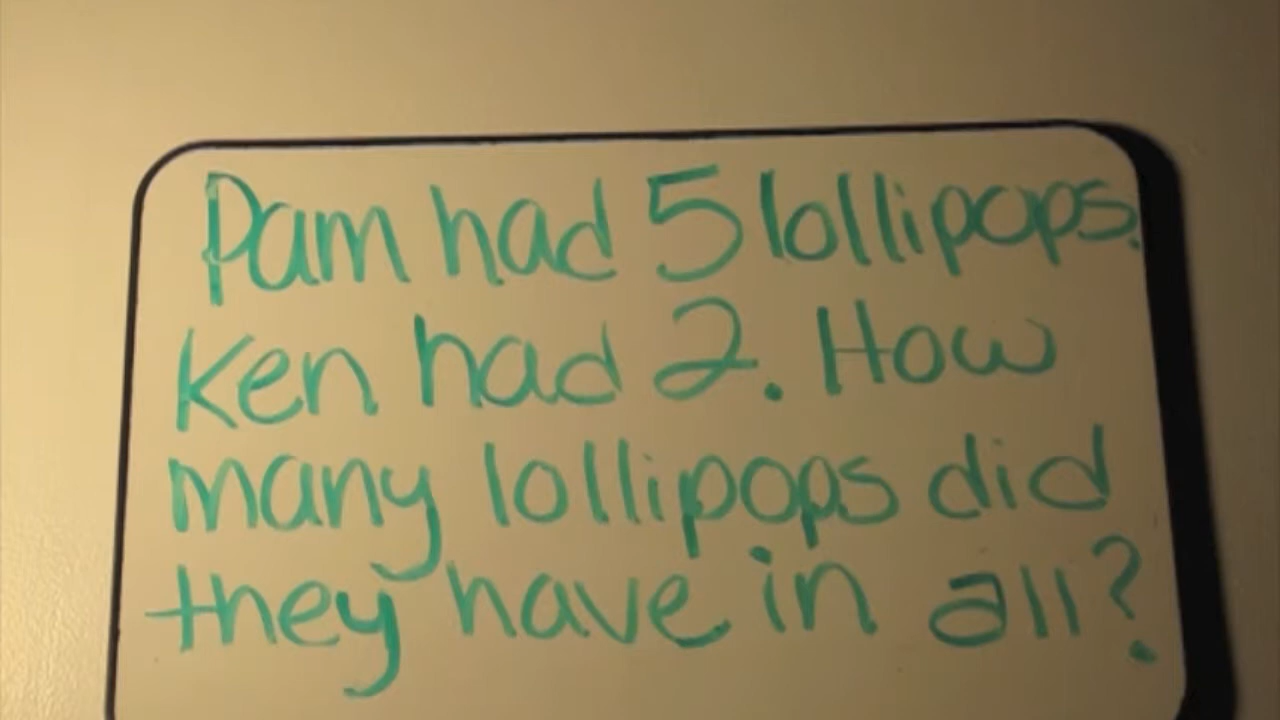 Pam had 5 lollipops.
Ken had 2. How
many lollipops did
they have in all?